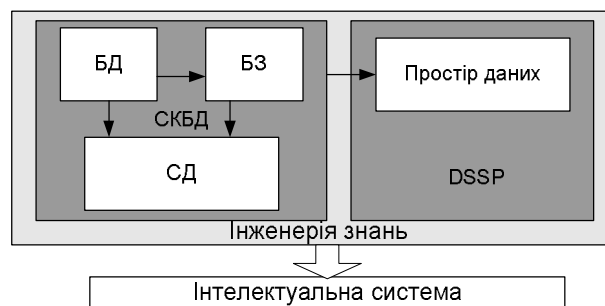 БД
БЗ
Простір даних
СКБД
СД
DSSP
Інженерія знань
Інтелектуальна система